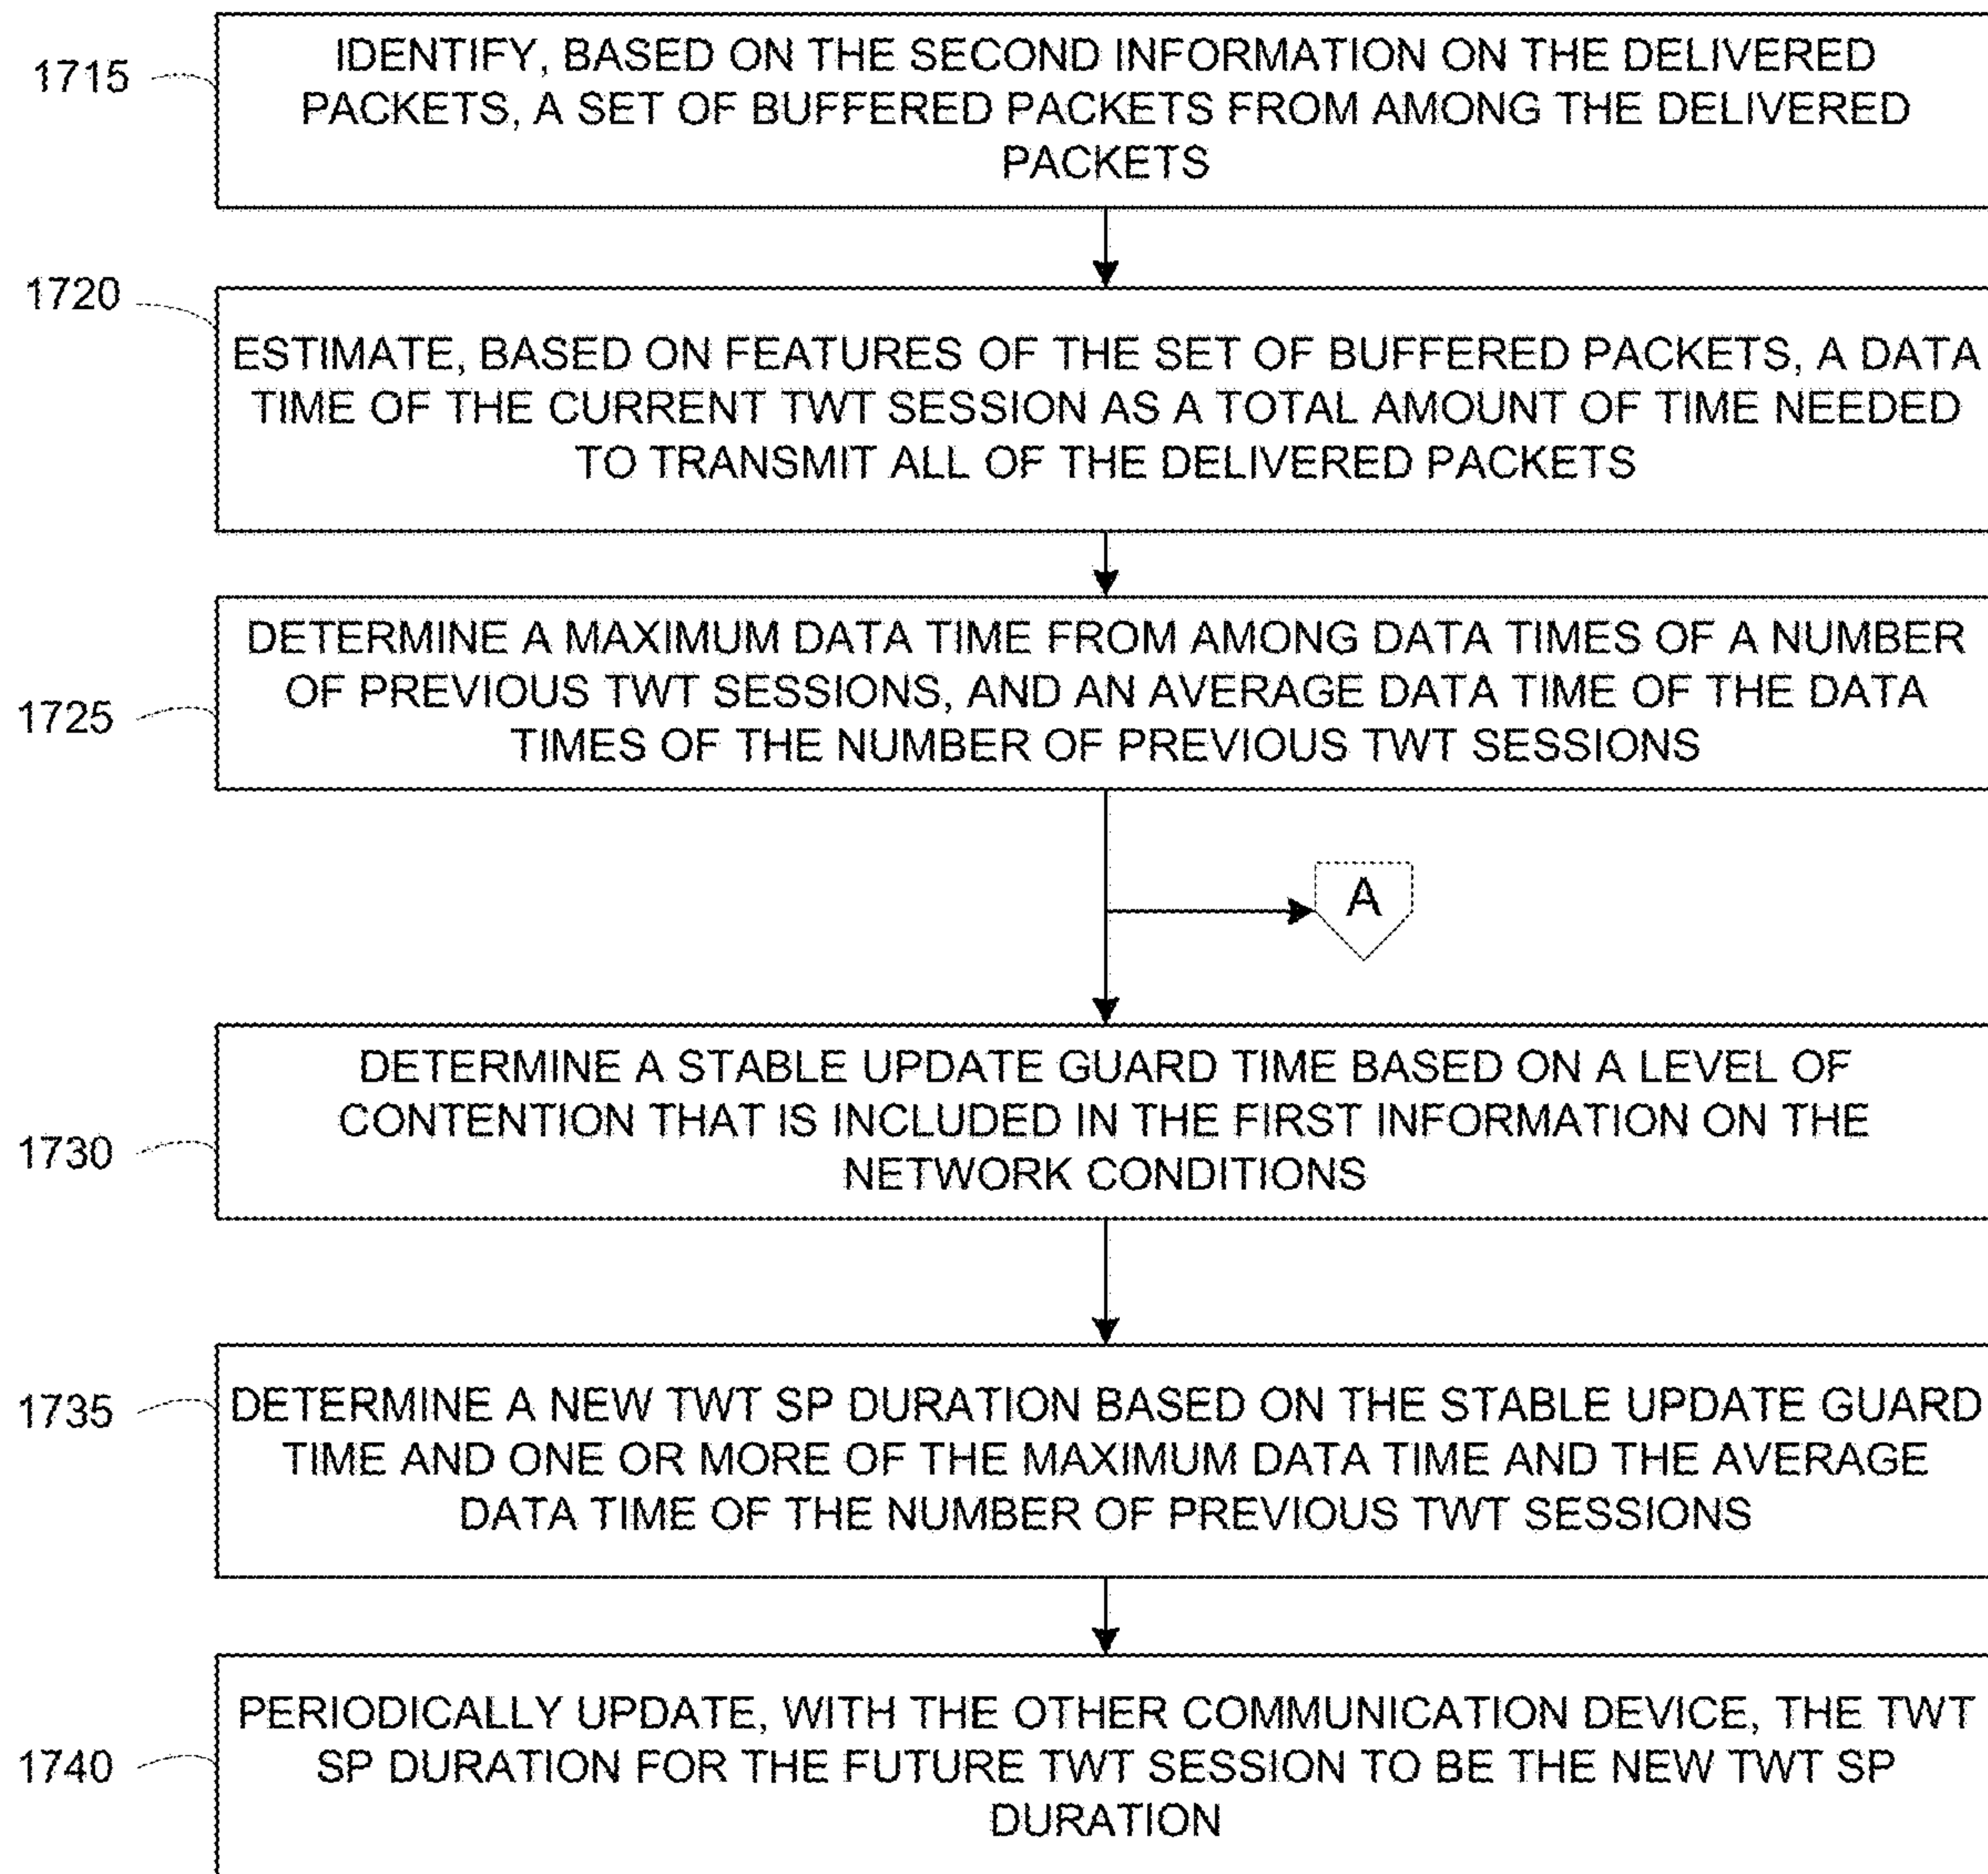 1715
IDENTIFY, BASED ON THE SECOND INFORMATION ON THE DELIVERED
PACKETS, A SET OF BUFFERED PACKETS FROM AMONG THE DELIVERED
PACKETS
1720
ESTIMATE, BASED ON FEATURES OF THE SET OF BUFFERED PACKETS, A DATA
TIME OF THE CURRENT TWT SESSION AS A TOTAL AMOUNT OF TIME NEEDED
TO TRANSMIT ALL OF THE DELIVERED PACKETS
1725
DETERMINE A MAXIMUM DATA TIME FROM AMONG DATA TIMES OF A NUMBER
OF PREVIOUS TWT SESSIONS, AND AN AVERAGE DATA TIME OF THE DATA
TIMES OF THE NUMBER OF PREVIOUS TWT SESSIONS
A
1730
DETERMINE A STABLE UPDATE GUARD TIME BASED ON A LEVEL OF
CONTENTION THAT IS INCLUDED IN THE FIRST INFORMATION ON THE
NETWORK CONDITIONS
1735
DETERMINE A NEW TWT SP DURATION BASED ON THE STABLE UPDATE GUARD
TIME AND ONE OR MORE OF THE MAXIMUM DATA TIME AND THE AVERAGE
DATA TIME OF THE NUMBER OF PREVIOUS TWT SESSIONS
1740
PERIODICALLY UPDATE, WITH THE OTHER COMMUNICATION DEVICE, THE TWT
SP DURATION FOR THE FUTURE TWT SESSION TO BE THE NEW TWT SP
DURATION